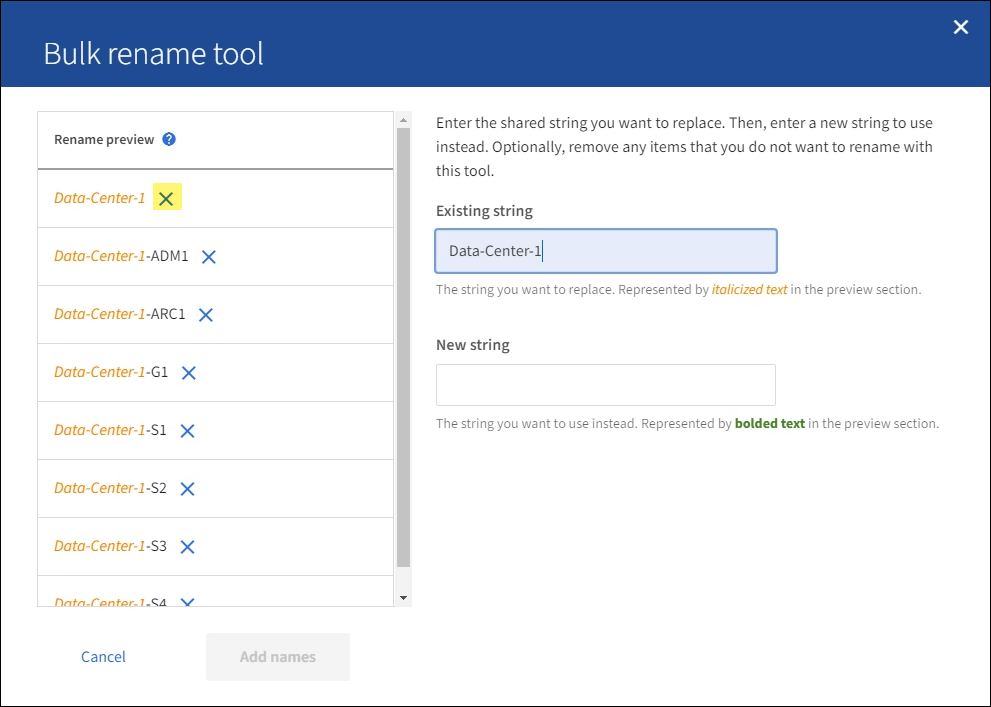 Bulk rename tool
Rename preview
Data-Center-1
Data-Center-1-ADM1
Data-Center-1-ARC1
Data-Center-1-G1
Data-Center-1-S1
Data-Center-1-S2
Data-Center-1-S3
Data-Center-1-S4
Enter the shared string you want to replace. Then, enter a new string to use
instead. Optionally, remove any items that you do not want to rename with
this tool.
Existing string
Data-Center-1
The string you want to replace. Represented by italicized text in the preview section.
New string
The string you want to use instead. Represented by bolded text in the preview section.
Cancel
Add names